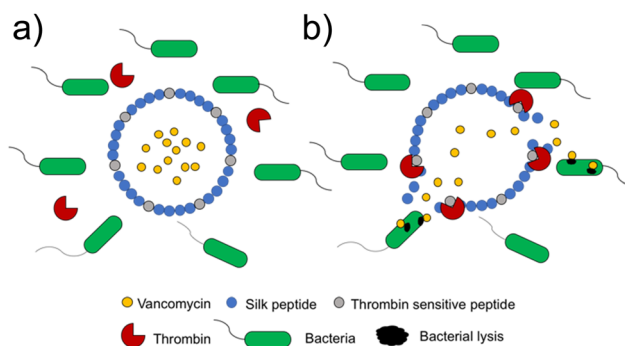 a)
b)
Vancomycin
Silk peptide
Thrombin sensitive peptide
Thrombin
Bacteria
Bacterial lysis